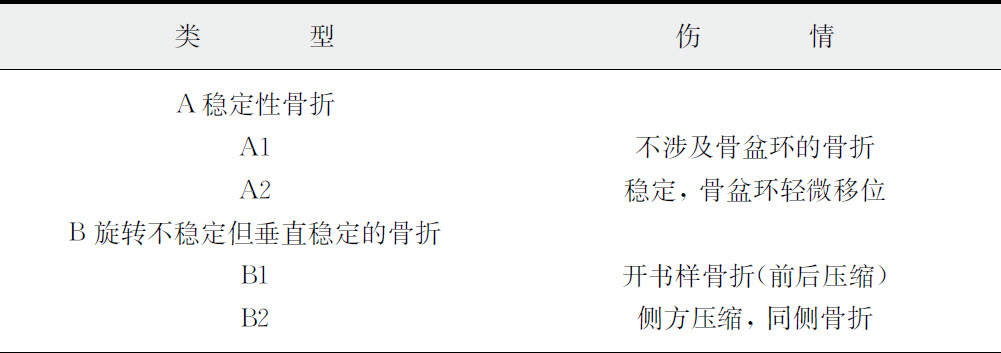 类 型 伤 情
A 稳定性骨折
A1 不涉及骨盆环的骨折
A2 稳定，骨盆环轻微移位
B 旋转不稳定但垂直稳定的骨折
B1 开书样骨折（前后压缩）
B2 侧方压缩，同侧骨折